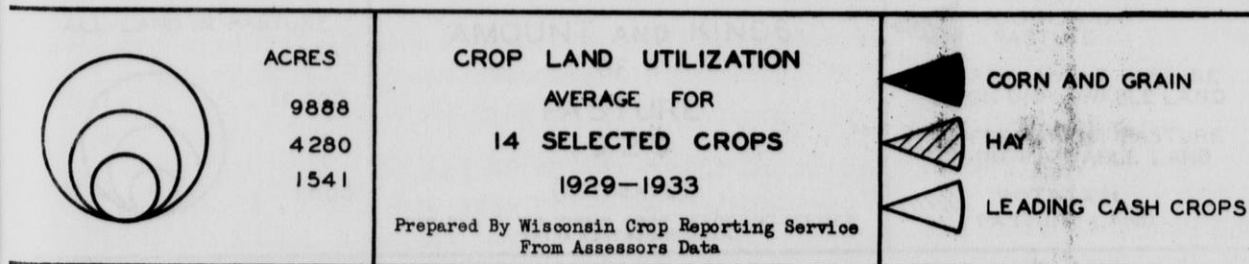 ACRES
9888
4280
1541
CROP LAND UTILIZATION
AVERAGE FOR
14 SELECTED CROPS
1929-1933
Prepared By Wisconsin Crop Reporting Service
From Assessors Data
CORN AND GRAIN
HAY
LEADING CASH CROPS